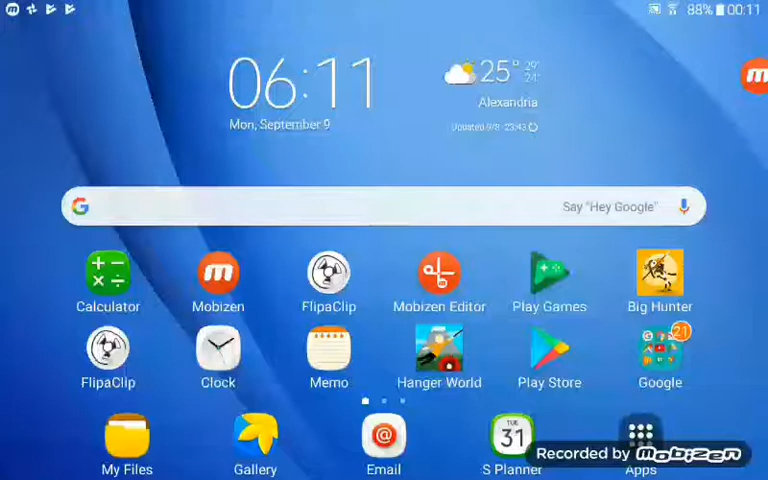 88% 00:11
06:11
Mon, September 9
25° 29°
24°
Alexandria
Updated 9/8 23:43
Say "Hey Google"
Calculator
Mobizen
FlipaClip
Mobizen Editor
Play Games
Big Hunter
FlipaClip
Clock
Memo
Hanger World
Play Store
21
Google
TUE
31
My Files
Gallery
Email
S Planner
Apps
Recorded by mobizen